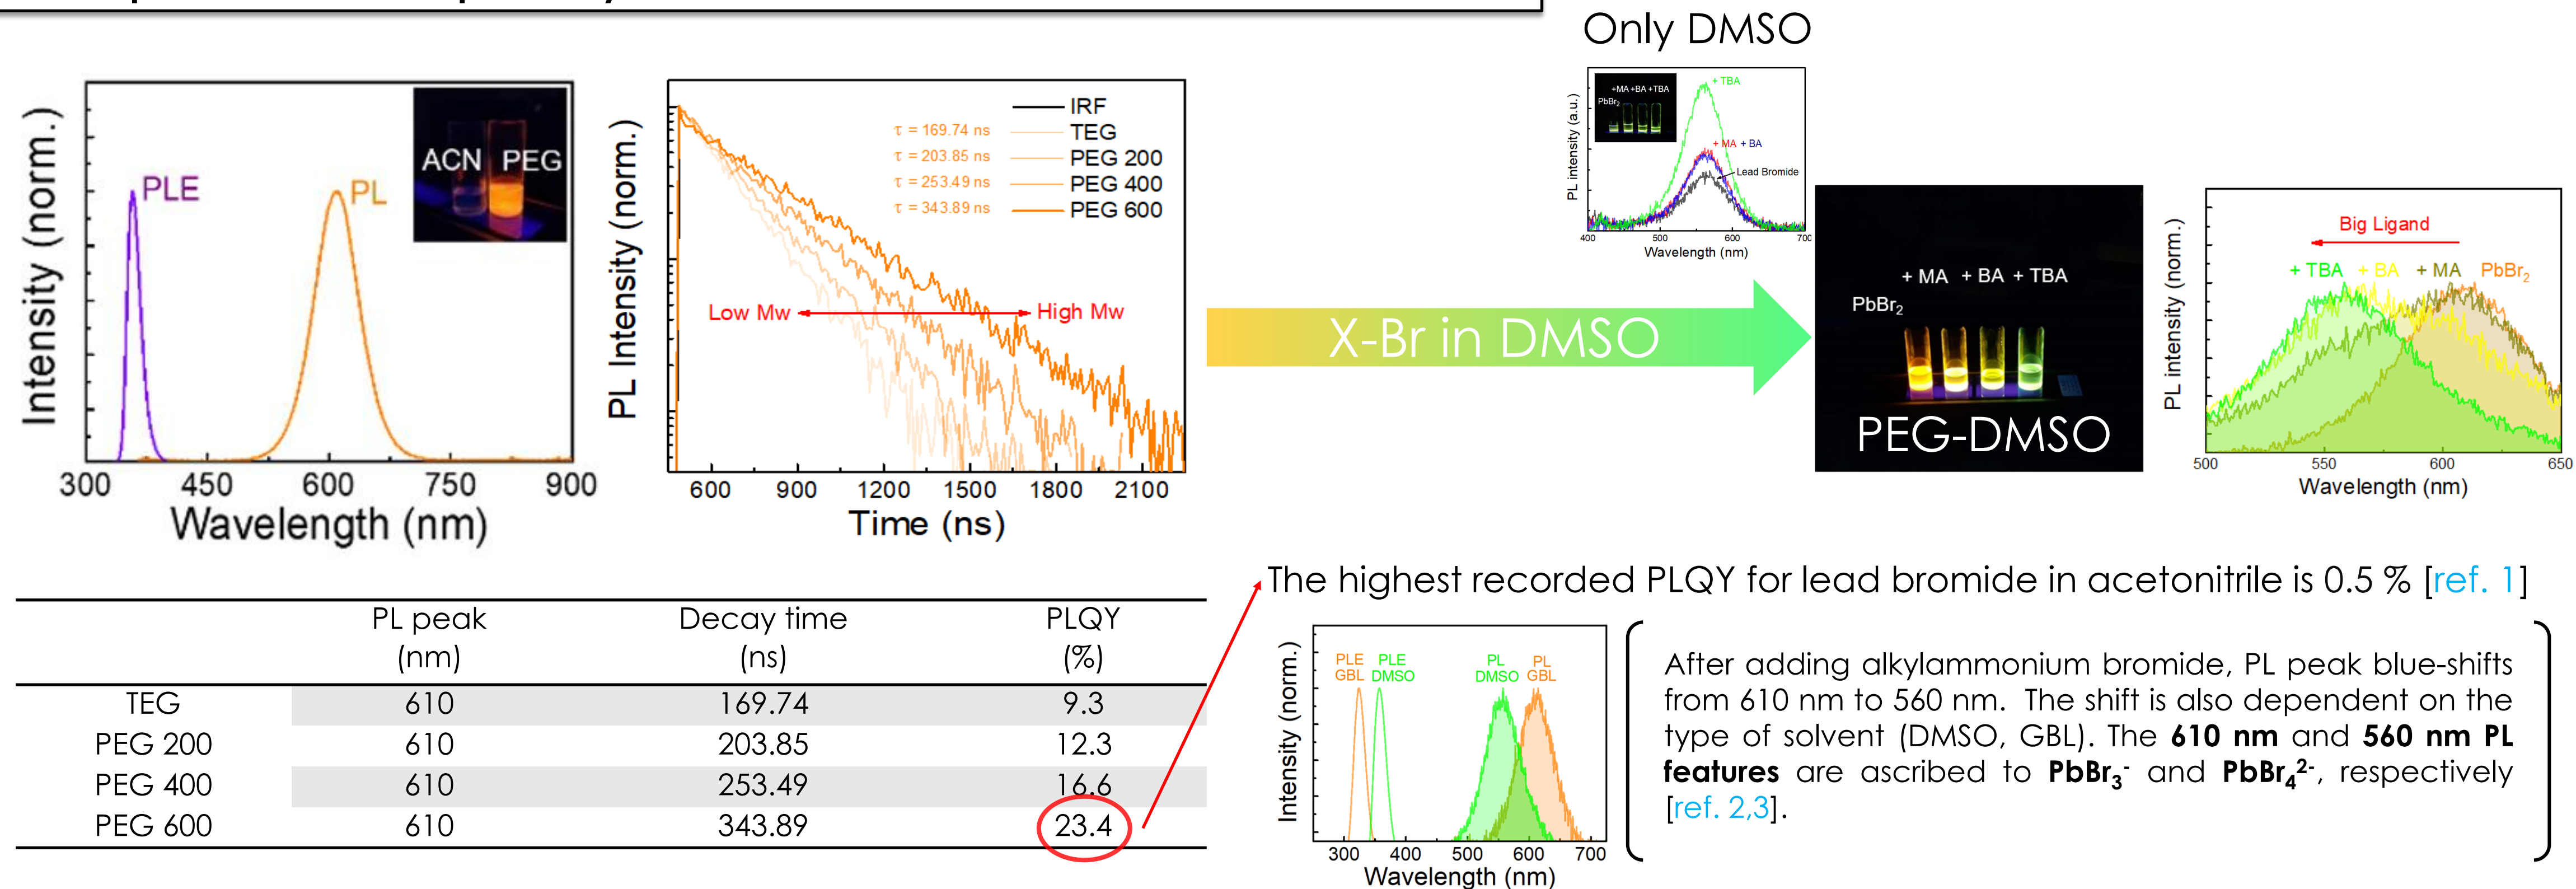 Only DMSO
Intensity (norm.)
PLE
PL
ACN PEG
300 450 600 750 900
Wavelength (nm)
PL Intensity (norm.)
IRF
τ = 169.74 ns TEG
τ = 203.85 ns PEG 200
τ = 253.49 ns PEG 400
τ = 343.89 ns PEG 600
Low Mw High Mw
600 900 1200 1500 1800 2100
Time (ns)
PL intensity (a.u.)
+MA +BA +TBA
PbBr₂
+ TBA
+ MA + BA
Lead Bromide
400 500 600 700
Wavelength (nm)
X-Br in DMSO
+ MA + BA + TBA
PbBr₂
PEG-DMSO
PL intensity (norm.)
Big Ligand
+ TBA + BA + MA PbBr₂
500 550 600 650
Wavelength (nm)
PL peak Decay time PLQY
(nm) (ns) (%)
TEG 610 169.74 9.3
PEG 200 610 203.85 12.3
PEG 400 610 253.49 16.6
PEG 600 610 343.89 23.4
The highest recorded PLQY for lead bromide in acetonitrile is 0.5 % [ref. 1]
Intensity (norm.)
PLE PLE PL PL
GBL DMSO DMSO GBL
300 400 500 600 700
Wavelength (nm)
After adding alkylammonium bromide, PL peak blue-shifts
from 610 nm to 560 nm. The shift is also dependent on the
type of solvent (DMSO, GBL). The 610 nm and 560 nm PL
features are ascribed to PbBr₃⁻ and PbBr₄²⁻, respectively
[ref. 2,3].